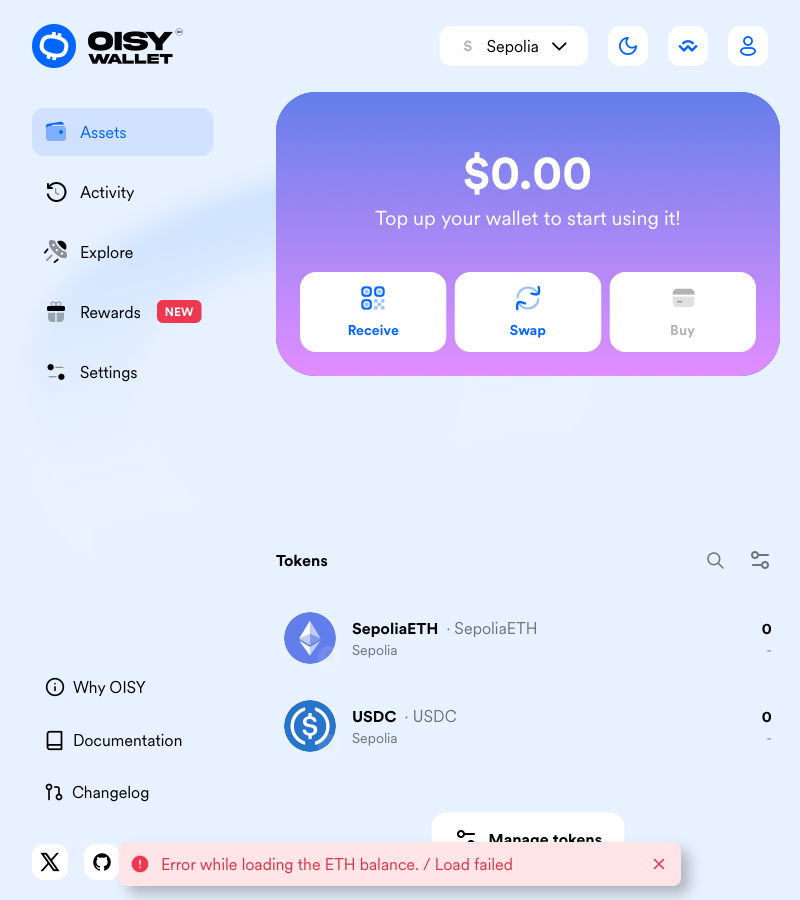 OISY
WALLET
S Sepolia
Assets
Activity
Explore
Rewards NEW
Settings
$0.00
Top up your wallet to start using it!
Receive
Swap
Buy
Tokens
SepoliaETH · SepoliaETH
0
Sepolia
-
USDC · USDC
0
Sepolia
-
Manage tokens
Why OISY
Documentation
Changelog
Error while loading the ETH balance. / Load failed